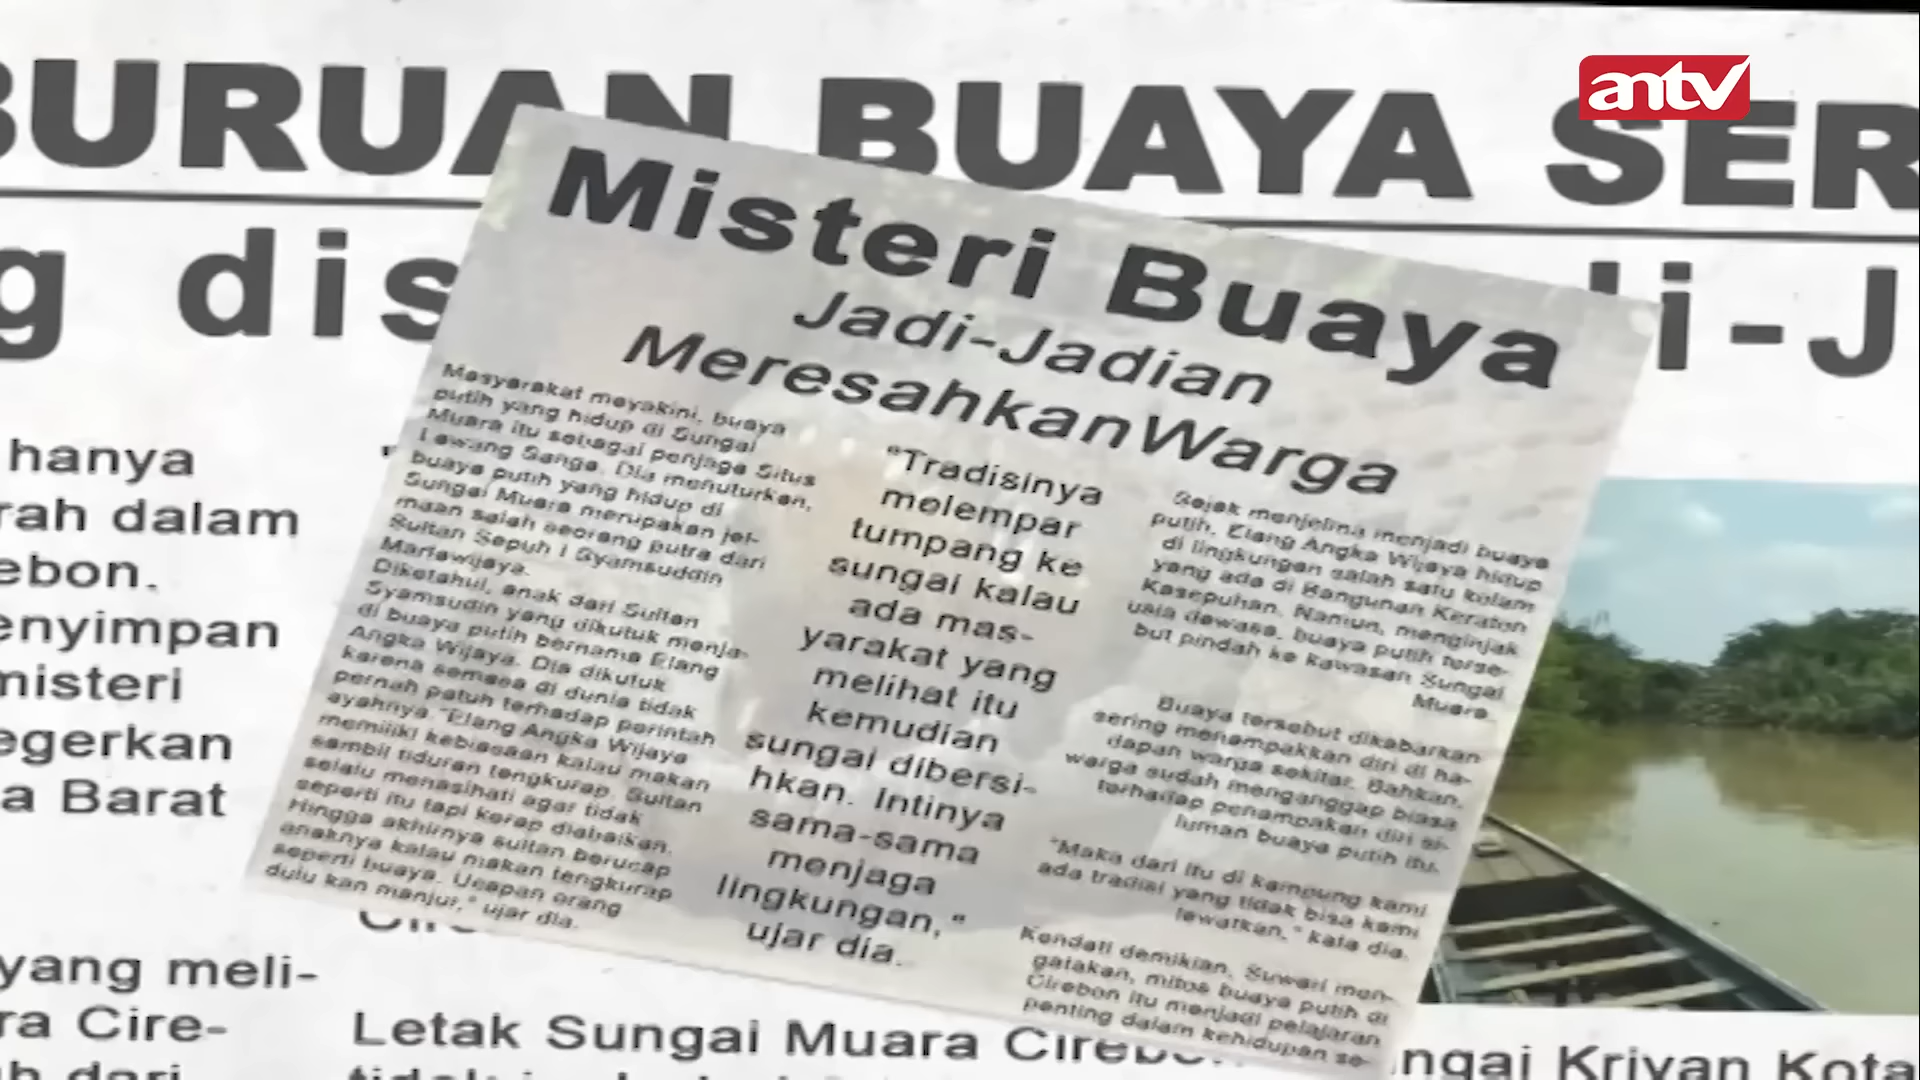 antv
BURUAN BUAYA SER
g dis
di-J
Misteri Buaya
Jadi-Jadian
MeresahkanWarga
Masyarakat meyakini, buaya
putih yang hidup di Sungai
Muara itu sebagai penjaga Situs
Lawang Sanga. Dia menuturkan,
buaya putih yang hidup di
Sungai Muara merupakan jel-
maan salah seorang putra dari
Sultan Sepuh I Syamsuddin
Martawijaya.
Diketahui, anak dari Sultan
Syamsudin yang dikutuk menja-
di buaya putih bernama Elang
Angka Wijaya. Dia dikutuk
karena semasa di dunia tidak
pernah patuh terhadap perintah
ayahnya. "Elang Angka Wijaya
memiliki kebiasaan kalau makan
sambil tiduran tengkurap. Sultan
selalu menasihati agar tidak
seperti itu tapi kerap diabaikan.
Hingga akhirnya sultan berucap
anaknya kalau makan tengkurap
seperti buaya. Ucapan orang
dulu kan manjur," ujar dia.
"Tradisinya
melempar
tumpang ke
sungai kalau
ada mas-
yarakat yang
melihat itu
kemudian
sungai dibersi-
hkan. Intinya
sama-sama
menjaga
lingkungan,"
ujar dia.
Sejak menjelma menjadi buaya
putih, Elang Angka Wijaya hidup
di lingkungan salah satu kolam
yang ada di Bangunan Keraton
Kasepuhan. Namun, menginjak
usia dewasa, buaya putih terse-
but pindah ke kawasan Sungai
Muara.
Buaya tersebut dikabarkan
sering menampakkan diri di ha-
dapan warga sekitar. Bahkan,
warga sudah menganggap biasa
terhadap penampakan diri si-
luman buaya putih itu.
"Maka dari itu di kampung kami
ada tradisi yang tidak bisa kami
lewatkan," kata dia.
Kendati demikian, Suwari men-
gatakan, mitos buaya putih di
Cirebon itu menjadi pelajaran
penting dalam kehidupan se-
hanya
rah dalam
ebon.
enyimpan
misteri
egerkan
a Barat
yang meli-
ra Cire-
Letak Sungai Muara Cirebon
ngai Kriyan Kota